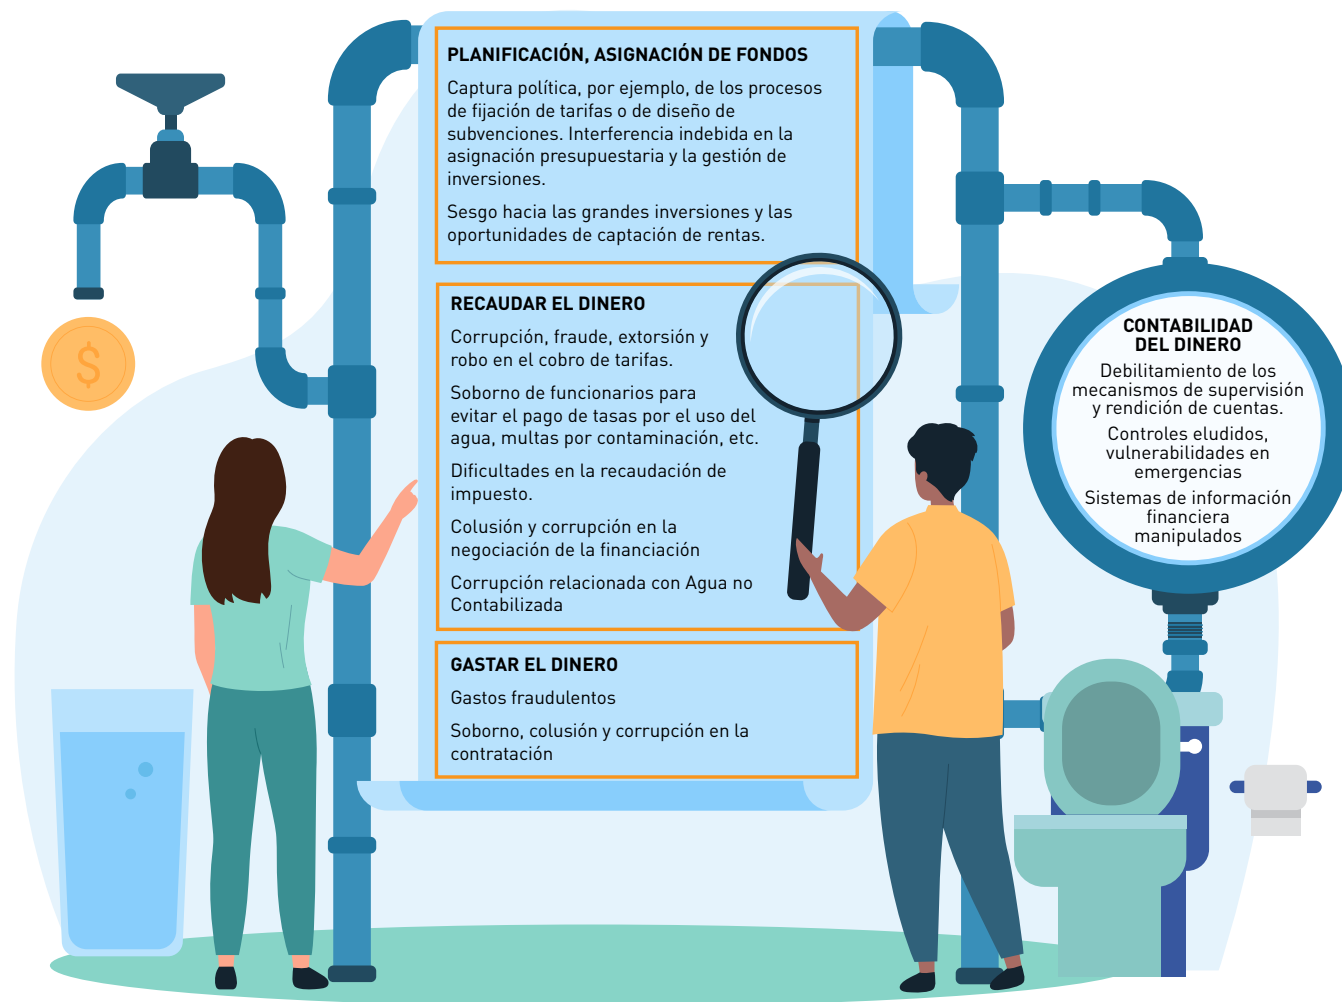 PLANIFICACIÓN, ASIGNACIÓN DE FONDOS
Captura política, por ejemplo, de los procesos
de fijación de tarifas o de diseño de
subvenciones. Interferencia indebida en la
asignación presupuestaria y la gestión de
inversiones.
Sesgo hacia las grandes inversiones y las
oportunidades de captación de rentas.
RECAUDAR EL DINERO
Corrupción, fraude, extorsión y
robo en el cobro de tarifas.
Soborno de funcionarios para
evitar el pago de tasas por el uso del
agua, multas por contaminación, etc.
Dificultades en la recaudación de
impuesto.
Colusión y corrupción en la
negociación de la financiación
Corrupción relacionada con Agua no
Contabilizada
GASTAR EL DINERO
Gastos fraudulentos
Soborno, colusión y corrupción en la
contratación
CONTABILIDAD
DEL DINERO
Debilitamiento de los
mecanismos de supervisión
y rendición de cuentas.
Controles eludidos,
vulnerabilidades en
emergencias
Sistemas de información
financiera
manipulados
$